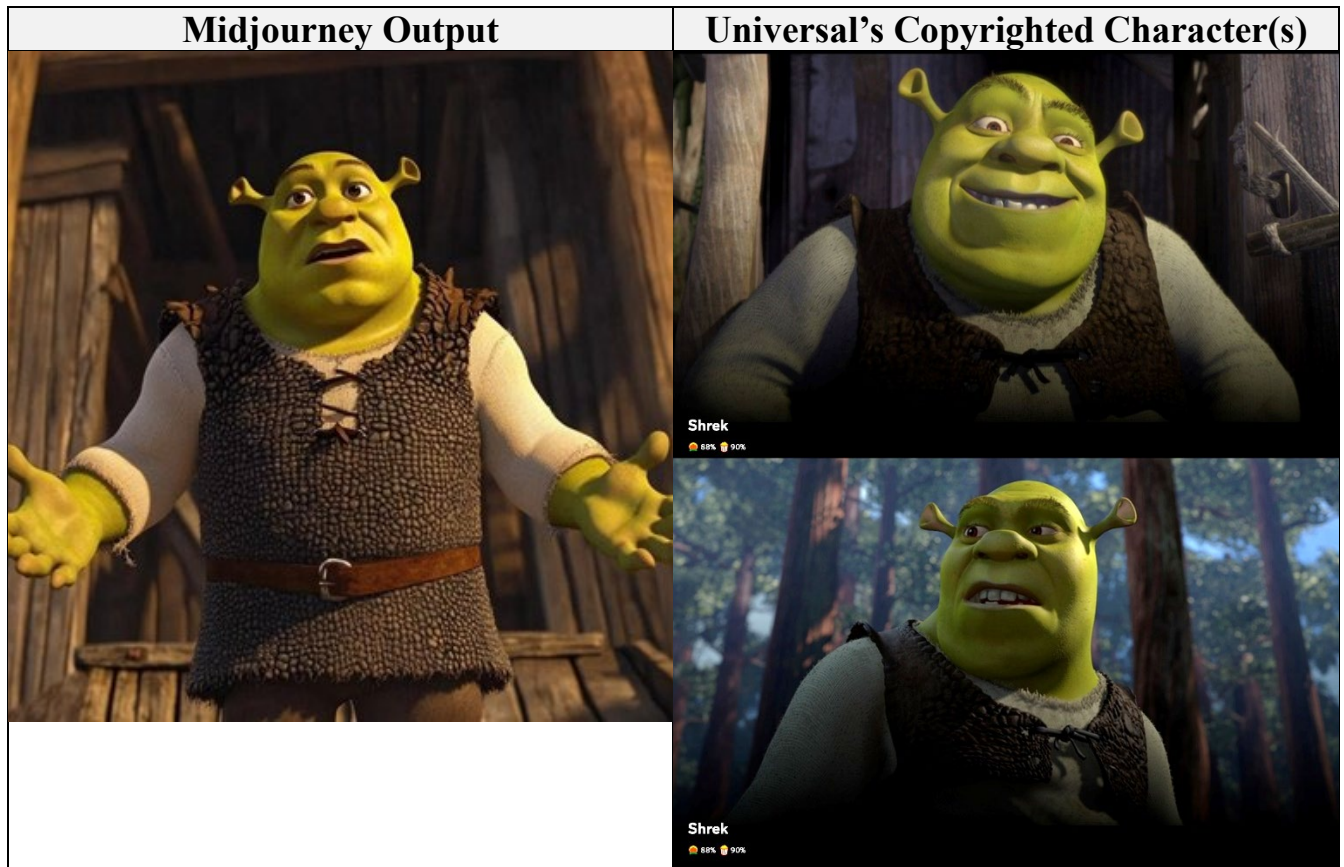 Midjourney Output
Universal’s Copyrighted Character(s)
Shrek
88% 90%
Shrek
88% 90%